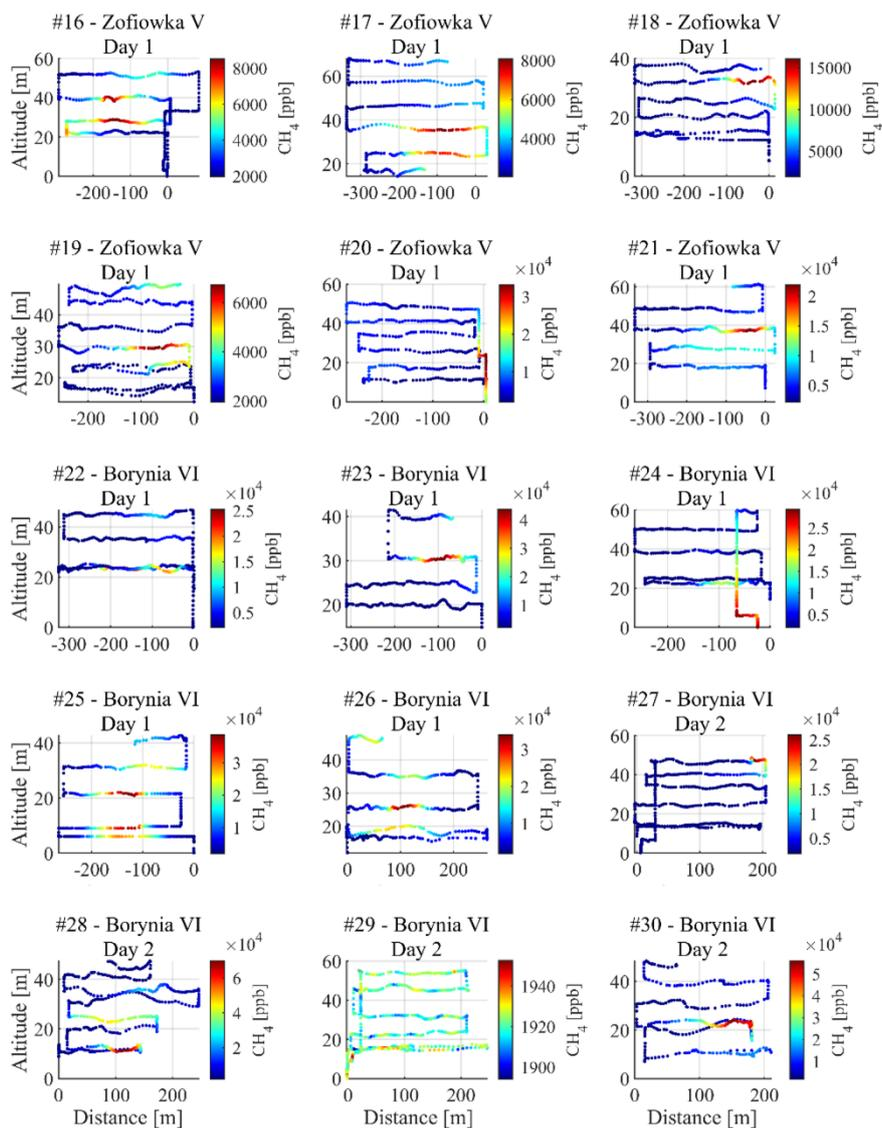 #16 - Zofiowka V
Day 1
#17 - Zofiowka V
Day 1
#18 - Zofiowka V
Day 1
Altitude [m]
60
40
20
0
-200 -100 0
8000
6000
4000
2000
CH4 [ppb]
60
40
20
-300 -200 -100 0
8000
6000
4000
CH4 [ppb]
40
30
20
10
0
-300 -200 -100 0
15000
10000
5000
CH4 [ppb]
#19 - Zofiowka V
Day 1
#20 - Zofiowka V
Day 1
#21 - Zofiowka V
Day 1
Altitude [m]
40
30
20
-200 -100 0
6000
4000
2000
CH4 [ppb]
60
40
20
0
-200 -100 0
×10^4
3
2
1
CH4 [ppb]
60
40
20
0
-300 -200 -100 0
×10^4
2
1.5
1
0.5
CH4 [ppb]
#22 - Borynia VI
Day 1
#23 - Borynia VI
Day 1
#24 - Borynia VI
Day 1
Altitude [m]
40
20
0
-300 -200 -100 0
×10^4
2.5
2
1.5
1
0.5
CH4 [ppb]
40
30
20
-300 -200 -100 0
×10^4
4
3
2
1
CH4 [ppb]
60
40
20
0
-200 -100 0
×10^4
2.5
2
1.5
1
0.5
CH4 [ppb]
#25 - Borynia VI
Day 1
#26 - Borynia VI
Day 1
#27 - Borynia VI
Day 2
Altitude [m]
40
20
0
-200 -100 0
×10^4
3
2
1
CH4 [ppb]
40
30
20
0 100 200
×10^4
3
2
1
CH4 [ppb]
60
40
20
0
0 100 200
×10^4
2.5
2
1.5
1
0.5
CH4 [ppb]
#28 - Borynia VI
Day 2
#29 - Borynia VI
Day 2
#30 - Borynia VI
Day 2
Altitude [m]
40
20
0
0 100 200
Distance [m]
×10^4
6
4
2
CH4 [ppb]
60
40
20
0
0 100 200
Distance [m]
1940
1920
1900
CH4 [ppb]
40
20
0
0 100 200
Distance [m]
×10^4
5
4
3
2
1
CH4 [ppb]